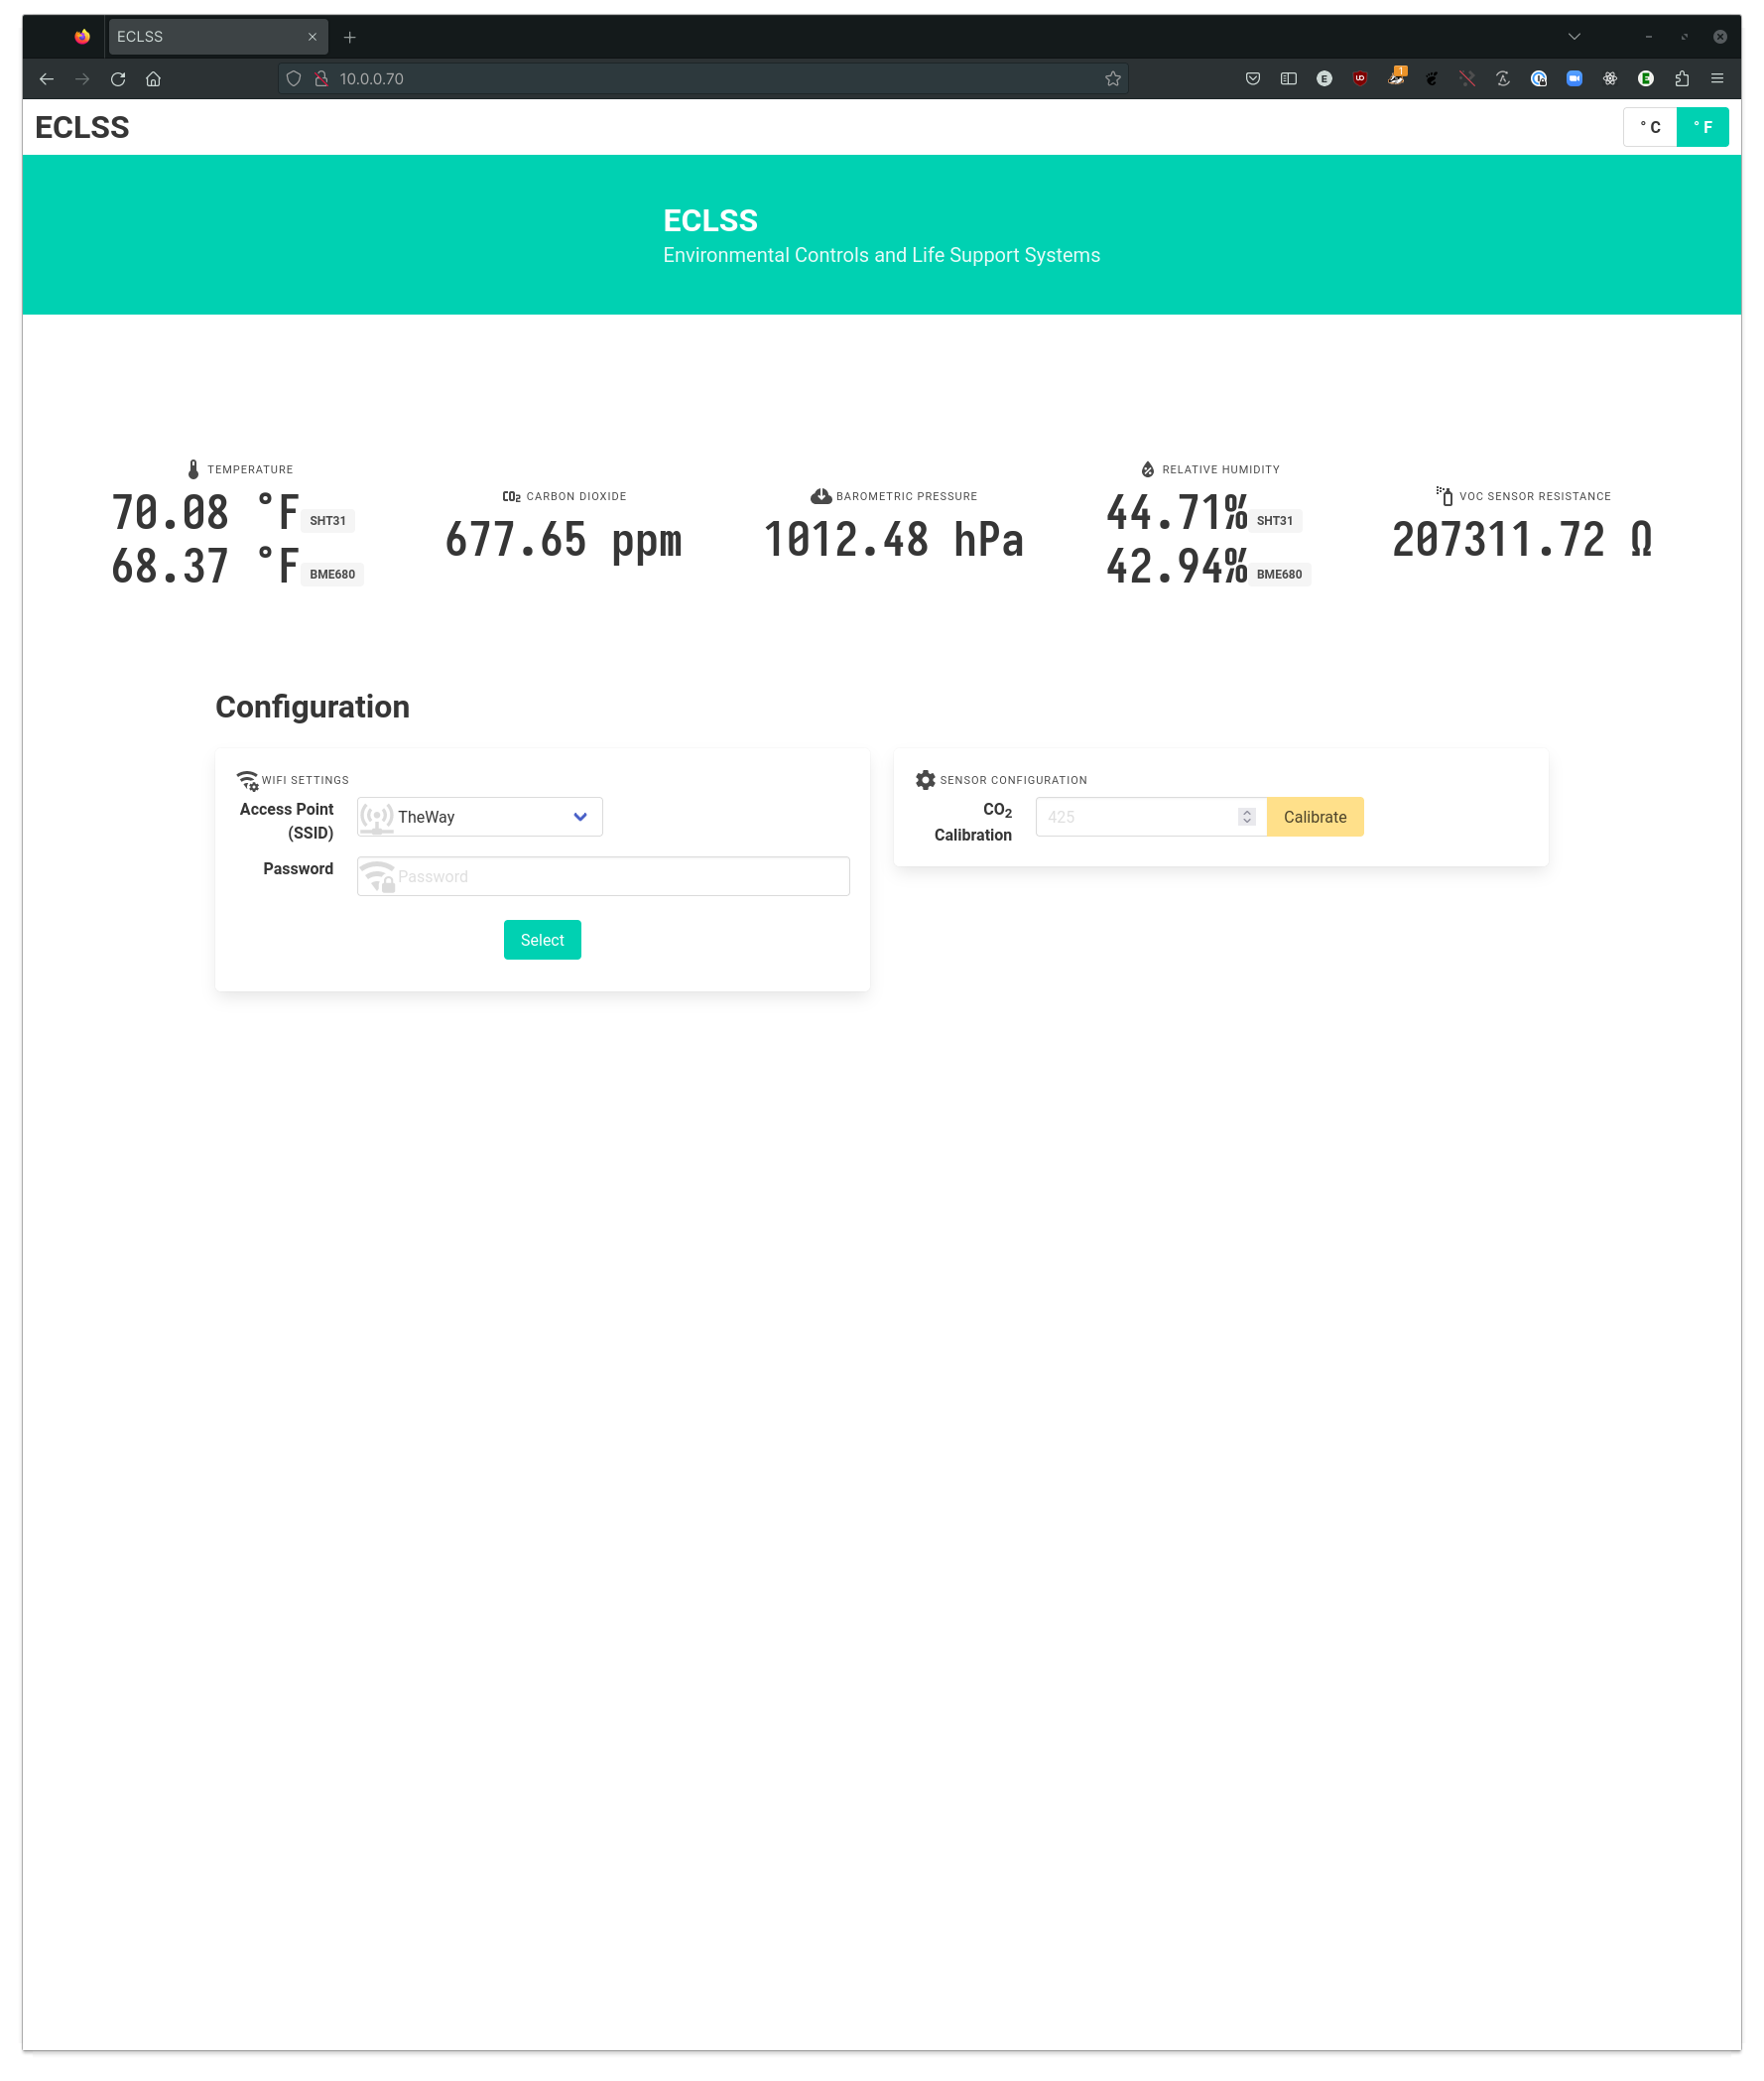 ECLSS
10.0.0.70
ECLSS
° C ° F
ECLSS
Environmental Controls and Life Support Systems
TEMPERATURE
70.08 °F SHT31
68.37 °F BME680
CO₂ CARBON DIOXIDE
677.65 ppm
BAROMETRIC PRESSURE
1012.48 hPa
RELATIVE HUMIDITY
44.71% SHT31
42.94% BME680
VOC SENSOR RESISTANCE
207311.72 Ω
Configuration
WIFI SETTINGS
Access Point
(SSID)
TheWay
Password
Password
Select
SENSOR CONFIGURATION
CO₂
Calibration
425
Calibrate